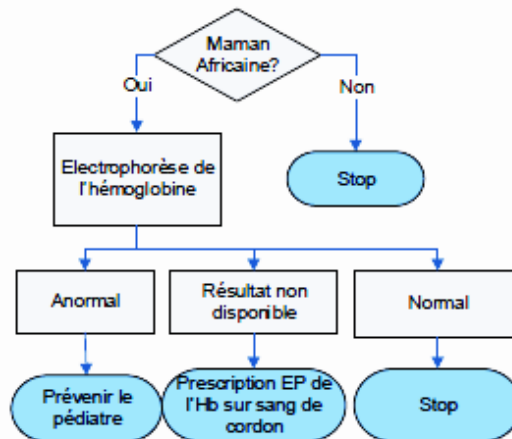 Maman
Africaine?
Oui
Non
Electrophorèse de
l'hémoglobine
Stop
Anormal
Résultat non
disponible
Normal
Prévenir le
pédiatre
Prescription EP de
l'Hb sur sang de
cordon
Stop